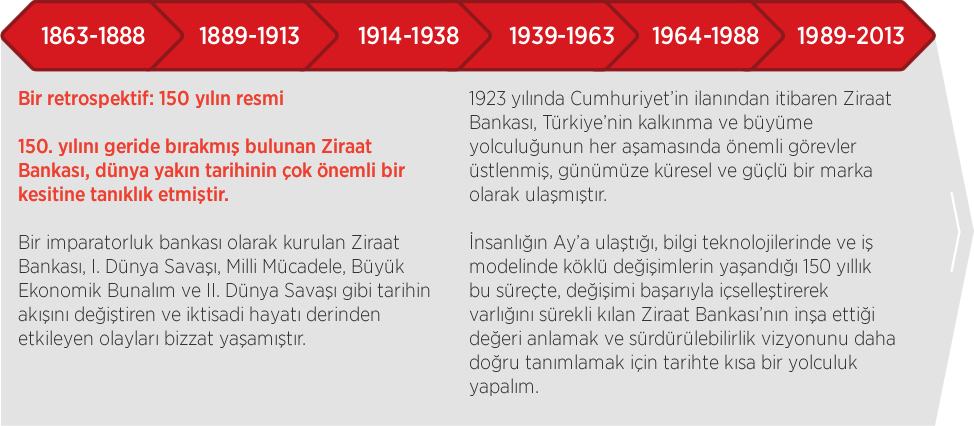 1863-1888
1889-1913
1914-1938
1939-1963
1964-1988
1989-2013
Bir retrospektif: 150 yılın resmi
150. yılını geride bırakmış bulunan Ziraat
Bankası, dünya yakın tarihinin çok önemli bir
kesitine tanıklık etmiştir.
Bir imparatorluk bankası olarak kurulan Ziraat
Bankası, I. Dünya Savaşı, Milli Mücadele, Büyük
Ekonomik Bunalım ve II. Dünya Savaşı gibi tarihin
akışını değiştiren ve iktisadi hayatı derinden
etkileyen olayları bizzat yaşamıştır.
1923 yılında Cumhuriyet’in ilanından itibaren Ziraat
Bankası, Türkiye’nin kalkınma ve büyüme
yolculuğunun her aşamasında önemli görevler
üstlenmiş, günümüze küresel ve güçlü bir marka
olarak ulaşmıştır.
İnsanlığın Ay’a ulaştığı, bilgi teknolojilerinde ve iş
modelinde köklü değişimlerin yaşandığı 150 yıllık
bu süreçte, değişimi başarıyla içselleştirerek
varlığını sürekli kılan Ziraat Bankası’nın inşa ettiği
değeri anlamak ve sürdürülebilirlik vizyonunu daha
doğru tanımlamak için tarihte kısa bir yolculuk
yapalım.